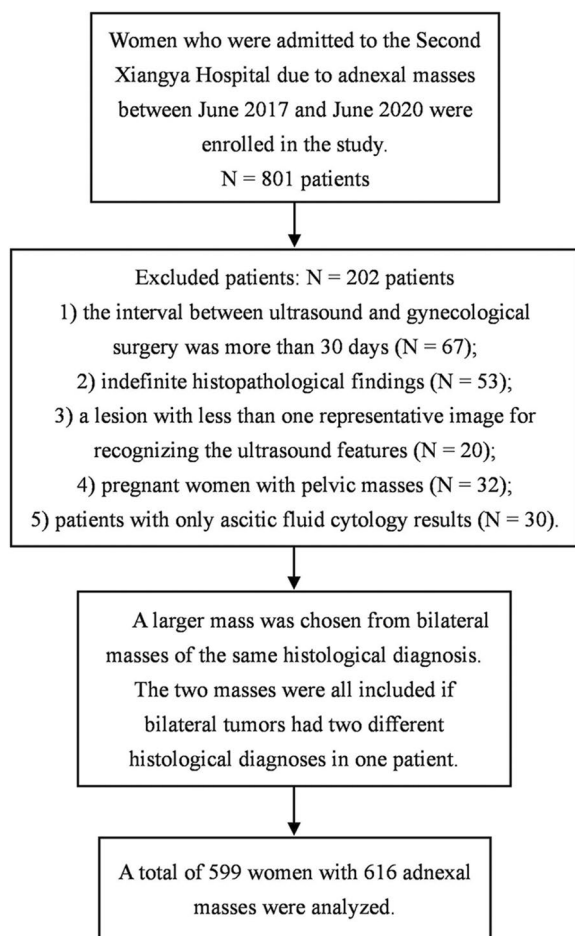 Women who were admitted to the Second
Xiangya Hospital due to adnexal masses
between June 2017 and June 2020 were
enrolled in the study.
N = 801 patients
Excluded patients: N = 202 patients
1) the interval between ultrasound and gynecological
surgery was more than 30 days (N = 67);
2) indefinite histopathological findings (N = 53);
3) a lesion with less than one representative image for
recognizing the ultrasound features (N = 20);
4) pregnant women with pelvic masses (N = 32);
5) patients with only ascitic fluid cytology results (N = 30).
A larger mass was chosen from bilateral
masses of the same histological diagnosis.
The two masses were all included if
bilateral tumors had two different
histological diagnoses in one patient.
A total of 599 women with 616 adnexal
masses were analyzed.